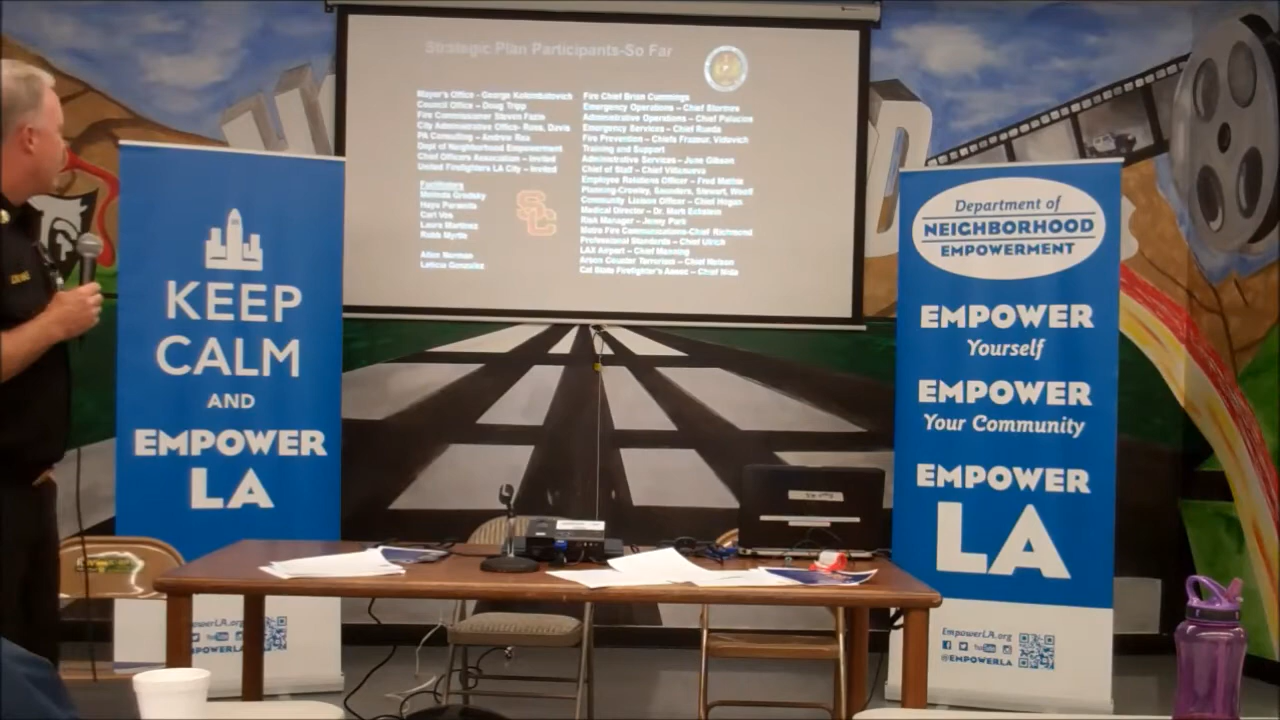 Strategic Plan Participants-So Far
Mayor's Office - George
Council Office - Doug Tripp
Fire Commissioner Steven Fazio
City Administrative Office- Ross, Davis
PA Consulting - Andrew Rea
Dept of Neighborhood Empowerment
Chief Officers Association - Invited
United Firefighters LA City - Invited
Facilitators
Grodsky
Carl Vos
Laura Martinez
Robb Myrtle
Allen Norman
Leticia Gonzalez
Fire Chief Brian Cummings
Emergency Operations - Chief
Administrative Operations - Chief Palacios
Emergency Services - Chief Rueda
Fire Prevention - Chiefs Frazeur, Vidovich
Training and Support
Administrative Services - June Gibson
Chief of Staff - Chief Villanueva
Employee Relations Officer - Fred Mathis
Planning-Crowley, Saunders, Stewart, Woolf
Community Liaison Officer - Chief Hogan
Medical Director - Dr. Mark Eckstein
Risk Manager - Jenny Park
Metro Fire Communications-Chief Richmond
Professional Standards - Chief Ulrich
LAX Airport - Chief Manning
Arson Counter Terrorism - Chief Nelson
Cal State Firefighter's Assoc - Chief
SC
KEEP
CALM
AND
EMPOWER
LA
EmpowerLA.org
EMPOWERLA
Department of
NEIGHBORHOOD
EMPOWERMENT
EMPOWER
Yourself
EMPOWER
Your Community
EMPOWER
LA
EmpowerLA.org
@EMPOWERLA